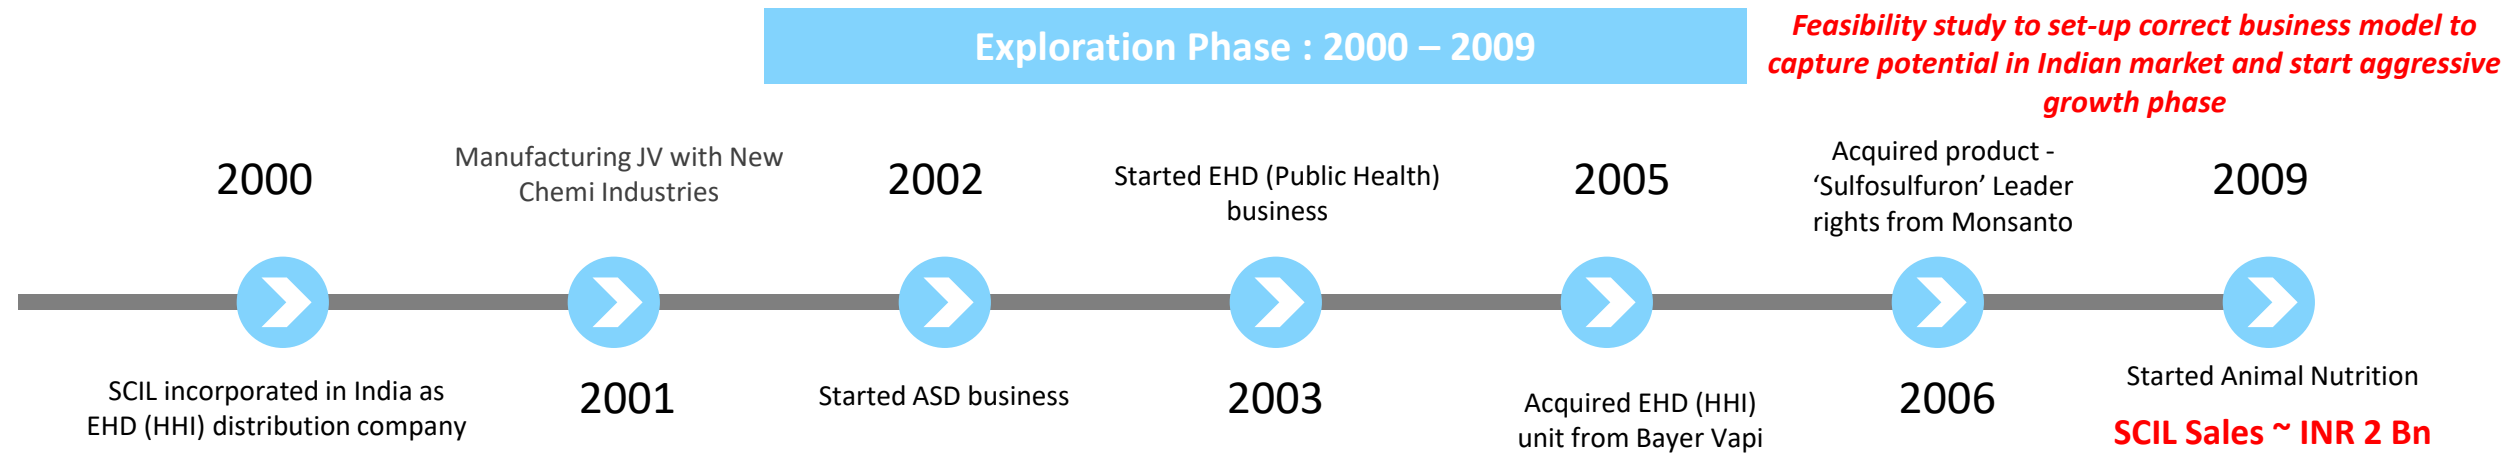 Exploration Phase : 2000 – 2009
Feasibility study to set-up correct business model to
capture potential in Indian market and start aggressive
growth phase
2000
SCIL incorporated in India as
EHD (HHI) distribution company
Manufacturing JV with New
Chemi Industries
2001
2002
Started ASD business
Started EHD (Public Health)
business
2003
2005
Acquired EHD (HHI)
unit from Bayer Vapi
Acquired product -
‘Sulfosulfuron’ Leader
rights from Monsanto
2006
2009
Started Animal Nutrition
SCIL Sales ~ INR 2 Bn